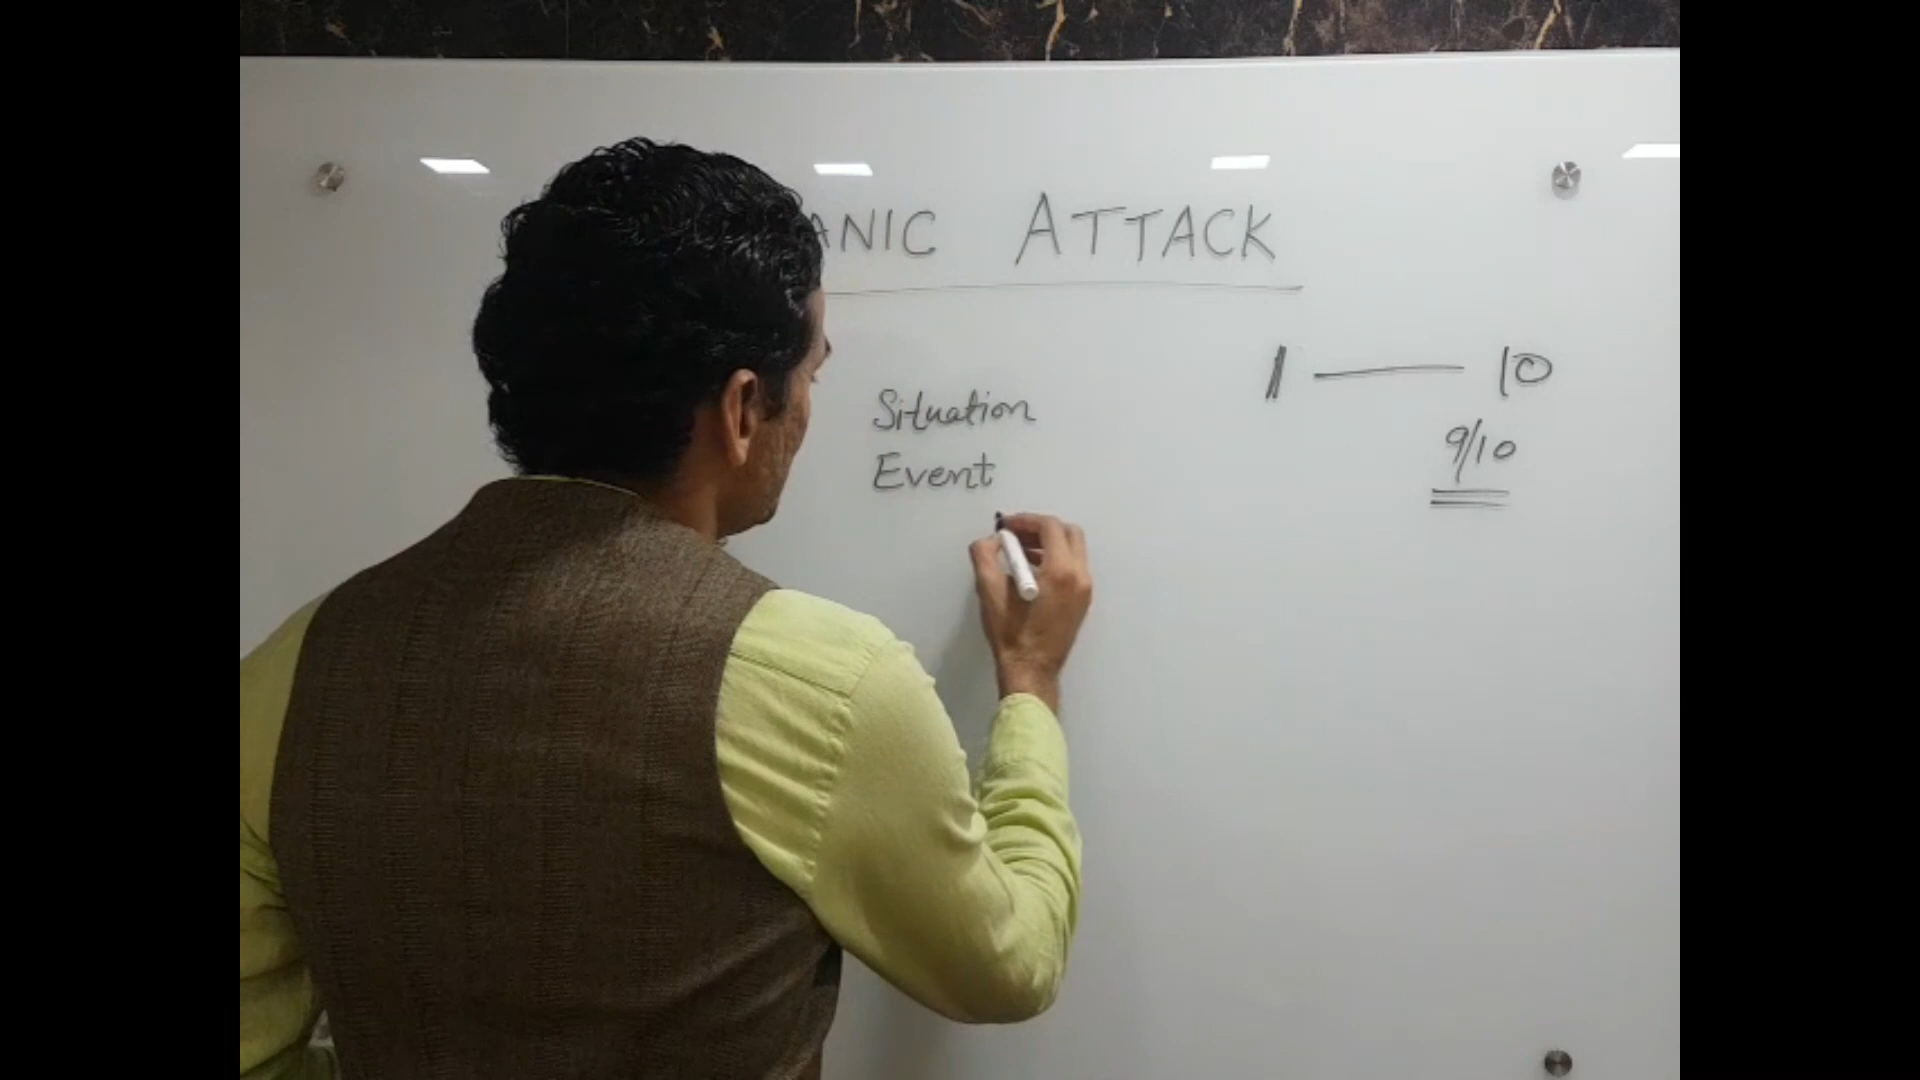 ANIC ATTACK
1 — 10
Situation
9/10
Event